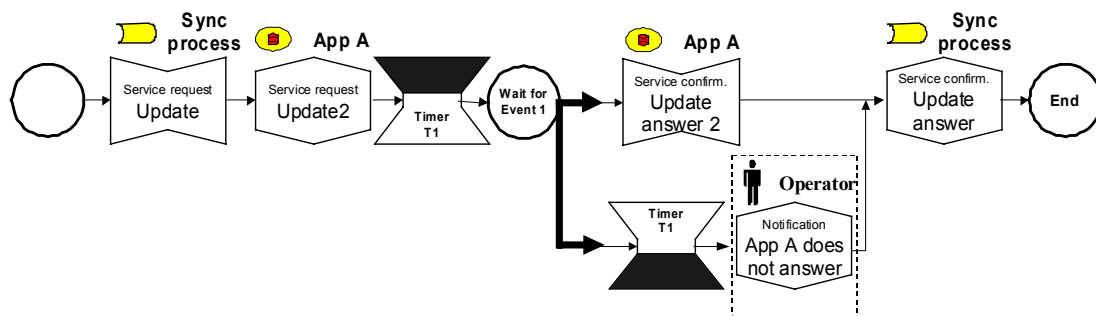 Sync
process
App A
App A
Sync
process
Service request
Update
Service request
Update2
Timer
T1
Wait for
Event 1
Service confirm.
Update
answer 2
Service confirm.
Update
answer
End
Operator
Timer
T1
Notification
App A does
not answer